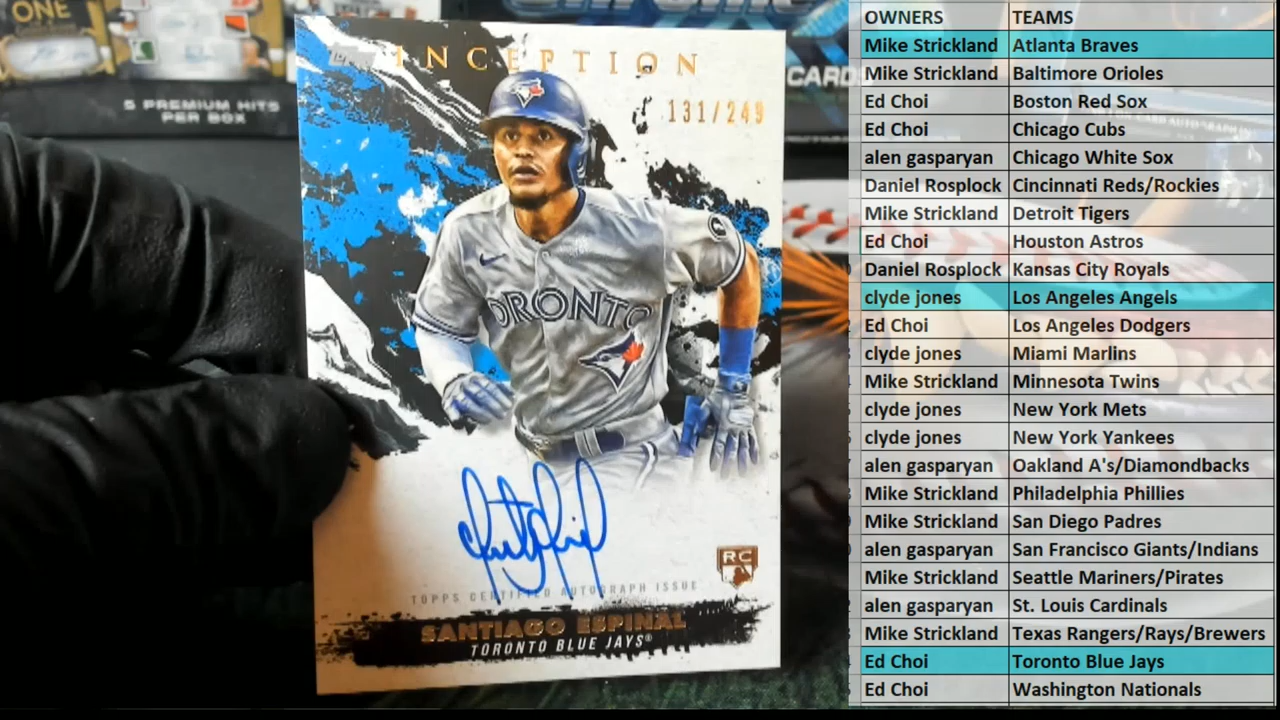 ONE
5 PREMIUM HITS
PER BOX
CARD
INCEPTION
131/249
TORONTO
RC
TOPPS CERTIFIED AUTOGRAPH ISSUE
SANTIAGO ESPINAL
TORONTO BLUE JAYS®
OWNERS TEAMS
Mike Strickland Atlanta Braves
Mike Strickland Baltimore Orioles
Ed Choi Boston Red Sox
Ed Choi Chicago Cubs
alen gasparyan Chicago White Sox
Daniel Rosplock Cincinnati Reds/Rockies
Mike Strickland Detroit Tigers
Ed Choi Houston Astros
Daniel Rosplock Kansas City Royals
clyde jones Los Angeles Angels
Ed Choi Los Angeles Dodgers
clyde jones Miami Marlins
Mike Strickland Minnesota Twins
clyde jones New York Mets
clyde jones New York Yankees
alen gasparyan Oakland A's/Diamondbacks
Mike Strickland Philadelphia Phillies
Mike Strickland San Diego Padres
alen gasparyan San Francisco Giants/Indians
Mike Strickland Seattle Mariners/Pirates
alen gasparyan St. Louis Cardinals
Mike Strickland Texas Rangers/Rays/Brewers
Ed Choi Toronto Blue Jays
Ed Choi Washington Nationals